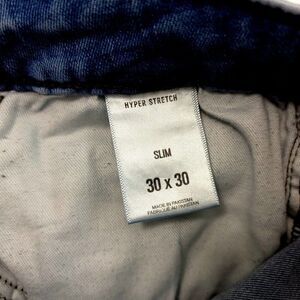 HYPER STRETCH
SLIM
30 x 30
MADE IN PAKISTAN
FABRIQUÉ AU PAKISTAN